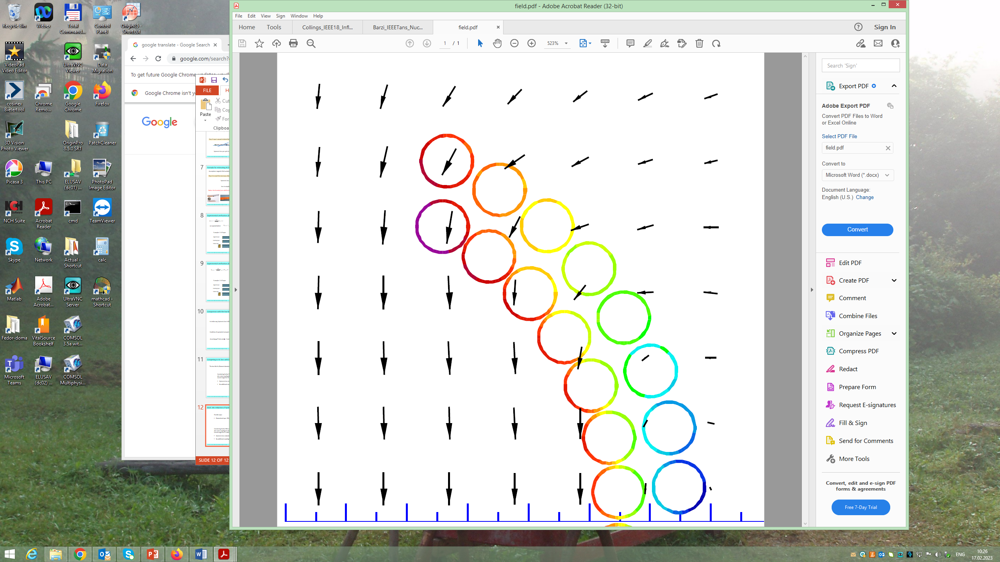 Recycle Bin
Webex
Total Command...
Control Panel
Origin85 - Shortcut
VideoPad Video Editor
UltraVNC Viewer
Data Migration
cosinex Bietertool
Chrome Remo...
Google Chrome
Firefox
3D Vision Photo Viewer
OriginPro 8.5.0 SR1
PatchCleaner
Picasa 3
This PC
ELUSAV (dc01) ...
PhotoPad Image Editor
NCH Suite
Acrobat Reader
cmd
TeamViewer
Skype
Network
Actual - Shortcut
calc
Matlab
Adobe Acrobat...
UltraVNC Server
mathcad - Shortcut
Fedor-doma
VitalSource Bookshelf
COMSOL 3.5a wit...
Microsoft Teams
ELUSAV (dc02) ...
COMSOL Multiphysi...
google translate - Google Search
google.com/search?
To get future Google Chrome
Google Chrome isn't
Google
FILE
Paste
Cut
Clipboa
7
8
9
10
11
12
SLIDE 12 OF 12
field.pdf - Adobe Acrobat Reader (32-bit)
File Edit View Sign Window Help
Home Tools Collings_IEEE18_Infl... Barzi_IEEETans_Nuc... field.pdf
Sign In
1 / 1
523%
Search 'Sign'
Export PDF
Adobe Export PDF
Convert PDF Files to Word
or Excel Online
Select PDF File
field.pdf
Convert to
Microsoft Word (*.docx)
Document Language:
English (U.S.) Change
Convert
Edit PDF
Create PDF
Comment
Combine Files
Organize Pages
Compress PDF
Redact
Prepare Form
Request E-signatures
Fill & Sign
Send for Comments
More Tools
Convert, edit and e-sign PDF
forms & agreements
Free 7-Day Trial
ENG
10:26
17.02.2023